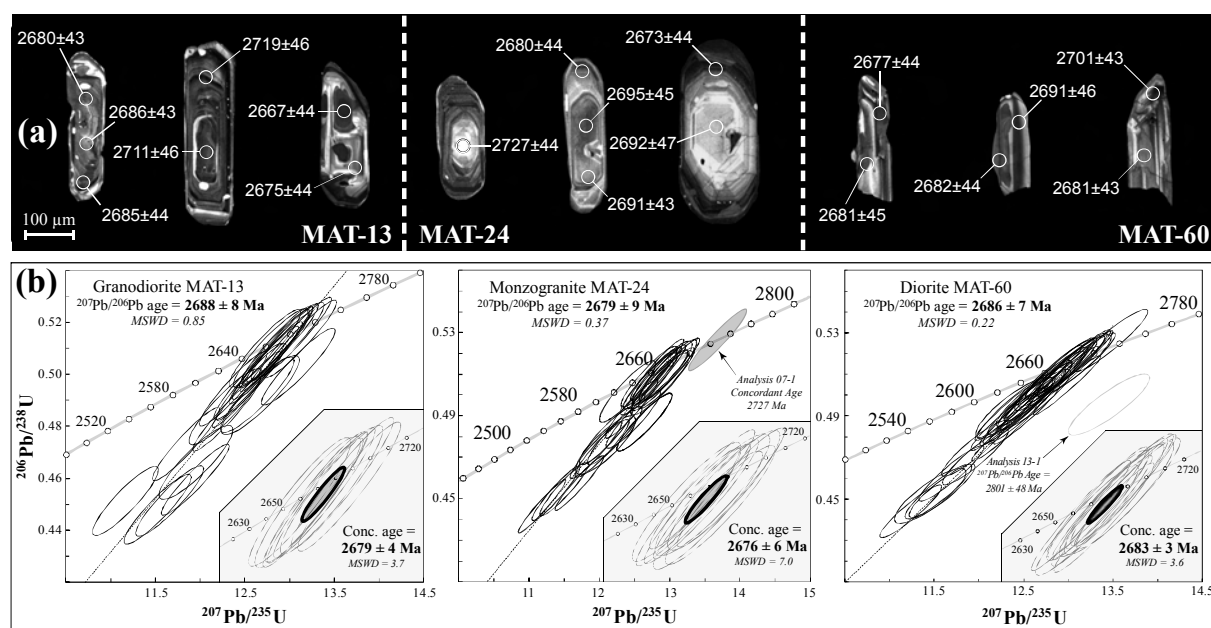 (a)
2680±43
2686±43
2685±44
2719±46
2711±46
2667±44
2675±44
100 µm
MAT-13
2680±44
2673±44
2695±45
2727±44
2692±47
2691±43
MAT-24
2677±44
2701±43
2691±46
2682±44
2681±43
2681±45
MAT-60
(b)
Granodiorite MAT-13
²⁰⁷Pb/²⁰⁶Pb age = 2688 ± 8 Ma
MSWD = 0.85
2780
2640
2580
2520
0.52
0.50
0.48
0.46
0.44
²⁰⁶Pb/²³⁸U
2720
2650
2630
Conc. age =
2679 ± 4 Ma
MSWD = 3.7
11.5 12.5 13.5 14.5
²⁰⁷Pb/²³⁵U
Monzogranite MAT-24
²⁰⁷Pb/²⁰⁶Pb age = 2679 ± 9 Ma
MSWD = 0.37
2800
2660
2580
2500
0.53
0.49
0.45
Analysis 07-1
Concordant Age
2727 Ma
2720
2650
2630
Conc. age =
2676 ± 6 Ma
MSWD = 7.0
10 11 12 13 14 15
²⁰⁷Pb/²³⁵U
Diorite MAT-60
²⁰⁷Pb/²⁰⁶Pb age = 2686 ± 7 Ma
MSWD = 0.22
2780
2660
2600
2540
0.53
0.49
0.45
Analysis 13-1
²⁰⁷Pb/²⁰⁶Pb Age =
2801 ± 48 Ma
2720
2650
2630
Conc. age =
2683 ± 3 Ma
MSWD = 3.6
11.5 12.5 13.5 14.5
²⁰⁷Pb/²³⁵U